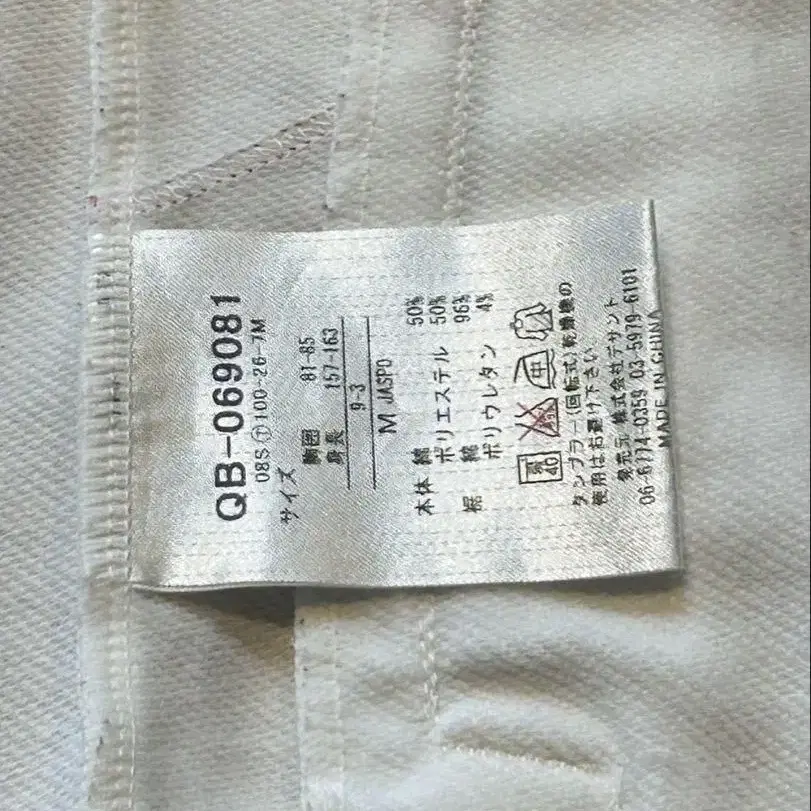 QB-069081
08S Ⓣ100-26-7M
サイズ
胸囲 81-85
身長 157-163
9-3
M JASPO
本体 綿 50%
ポリエステル 50%
裾 綿 96%
ポリウレタン 4%
40 中
タンブラー(回転式)乾燥機の
使用はお避け下さい。
発売元 株式会社デサント
06-6774-0359 03-5979-6101
MADE IN CHINA